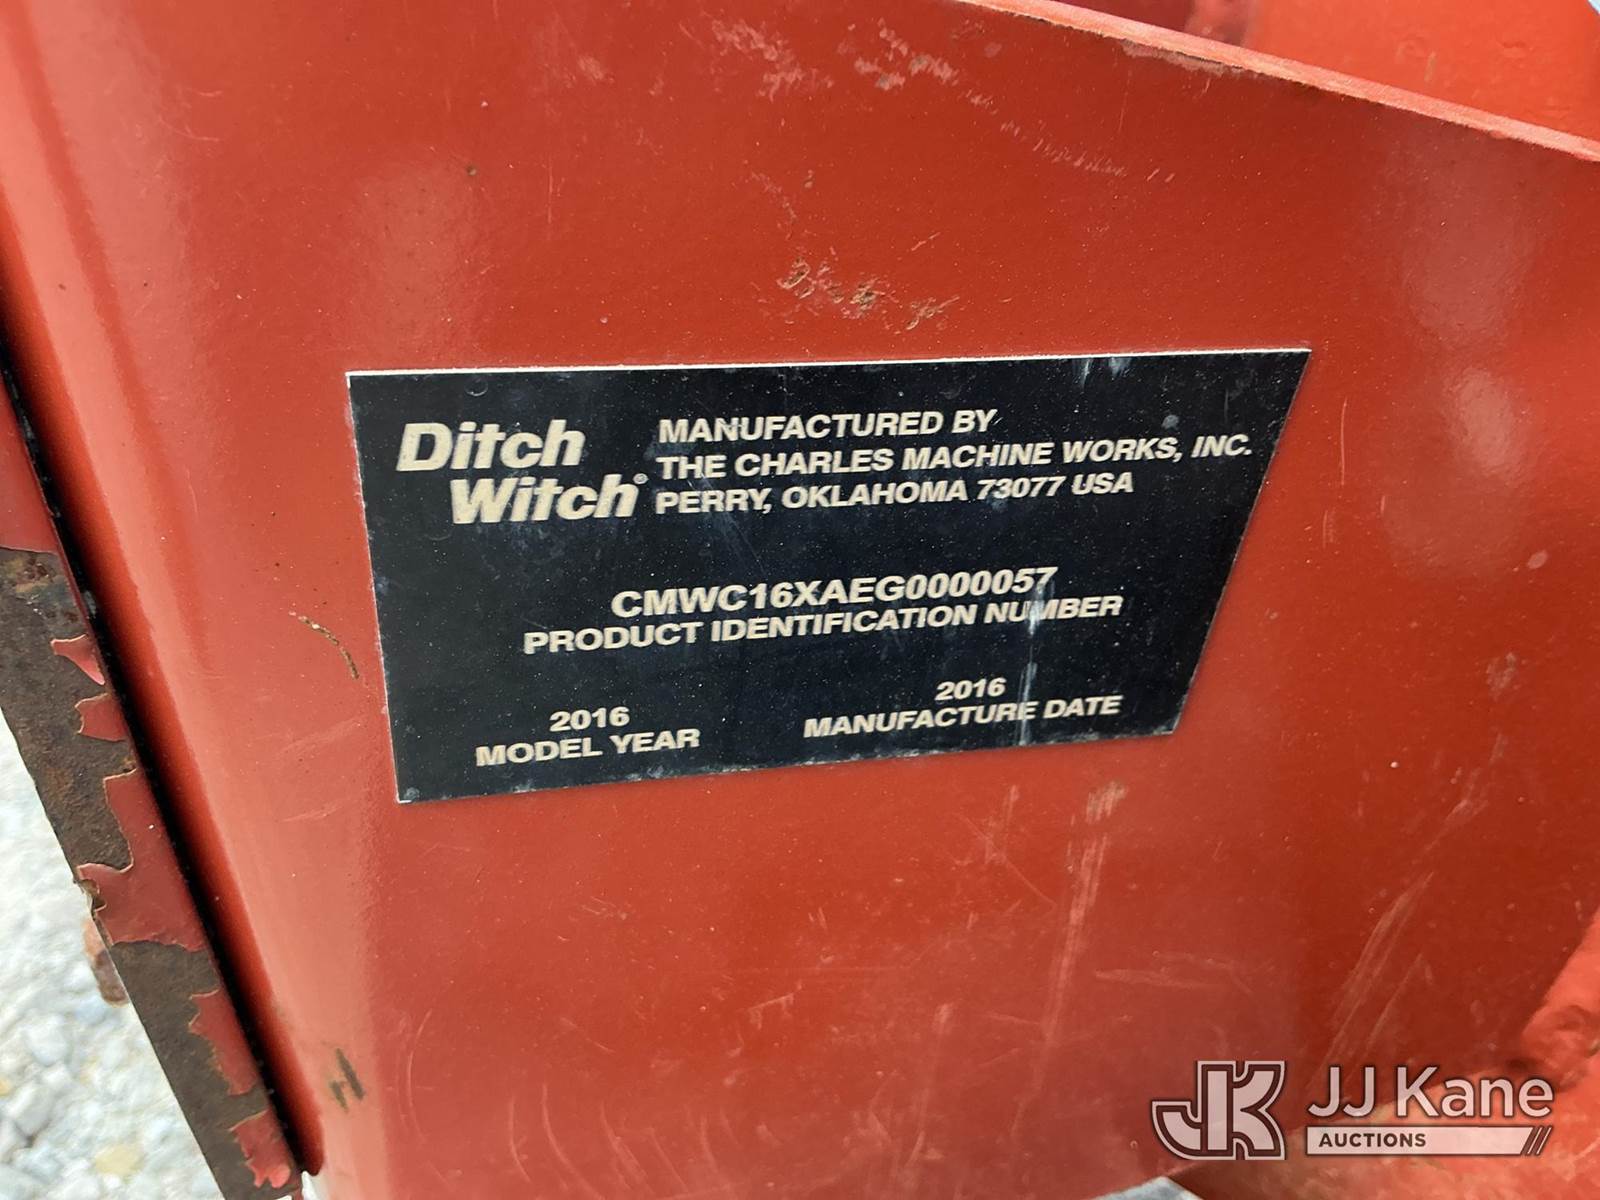 Ditch
Witch®
MANUFACTURED BY
THE CHARLES MACHINE WORKS, INC.
PERRY, OKLAHOMA 73077 USA
CMWC16XAEG0000057
PRODUCT IDENTIFICATION NUMBER
2016
MODEL YEAR
2016
MANUFACTURE DATE
JK
JJ Kane
AUCTIONS